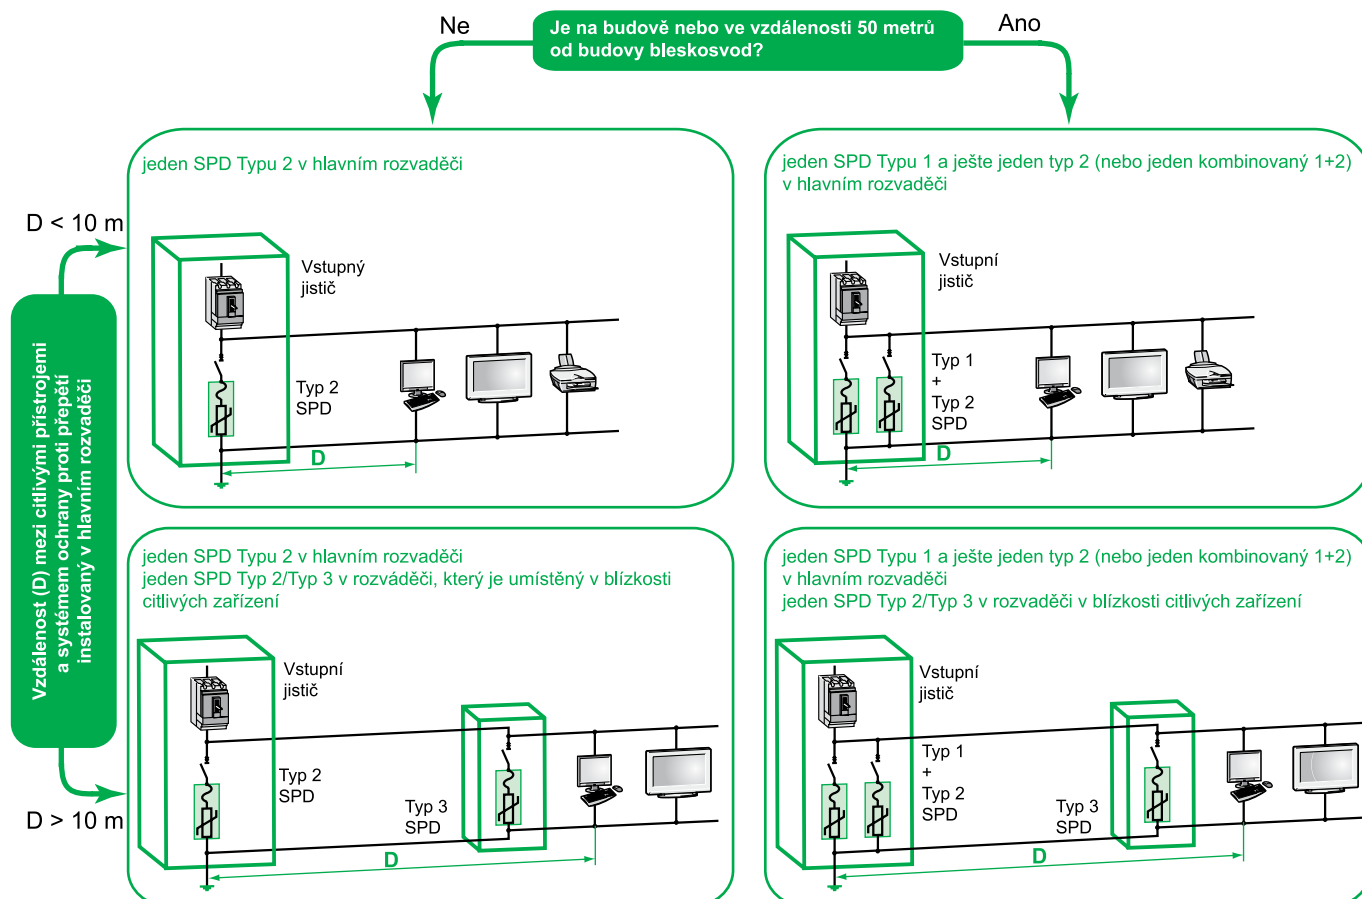 Ne
Je na budově nebo ve vzdálenosti 50 metrů
od budovy bleskosvod?
Ano
jeden SPD Typu 2 v hlavním rozvaděči
jeden SPD Typu 1 a ješte jeden typ 2 (nebo jeden kombinovaný 1+2)
v hlavním rozvaděči
D < 10 m
Vstupný
jistič
Typ 2
SPD
D
Vstupní
jistič
Typ 1
+
Typ 2
SPD
D
Vzdálenost (D) mezi citlivými přístrojemi
a systémem ochrany proti přepětí
instalovaný v hlavním rozvaděči
jeden SPD Typu 2 v hlavním rozvaděči
jeden SPD Typ 2/Typ 3 v rozváděči, který je umístěný v blízkosti
citlivých zařízení
jeden SPD Typu 1 a ješte jeden typ 2 (nebo jeden kombinovaný 1+2)
v hlavním rozvaděči
jeden SPD Typ 2/Typ 3 v rozvaděči v blízkosti citlivých zařízení
D > 10 m
Vstupní
jistič
Typ 2
SPD
Typ 3
SPD
D
Vstupní
jistič
Typ 1
+
Typ 2
SPD
Typ 3
SPD
D